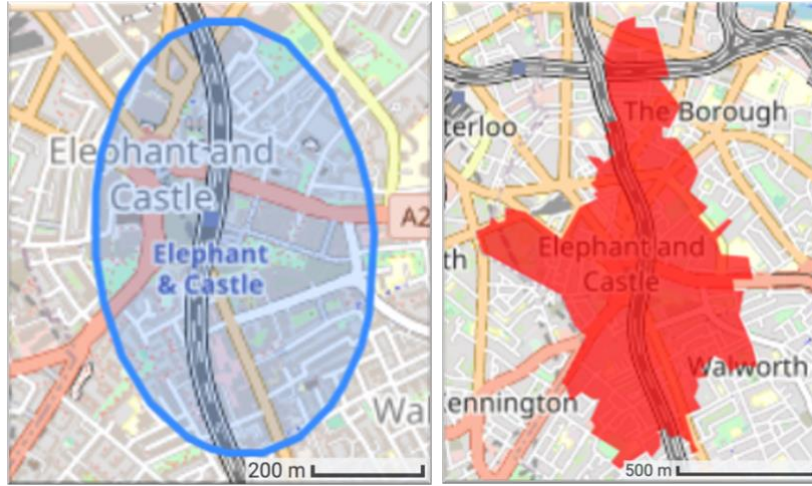 Elephant and
Castle
A2
Elephant
& Castle
Wal
200 m
The Borough
terloo
th
Elephant and
Castle
Walworth
Kennington
500 m